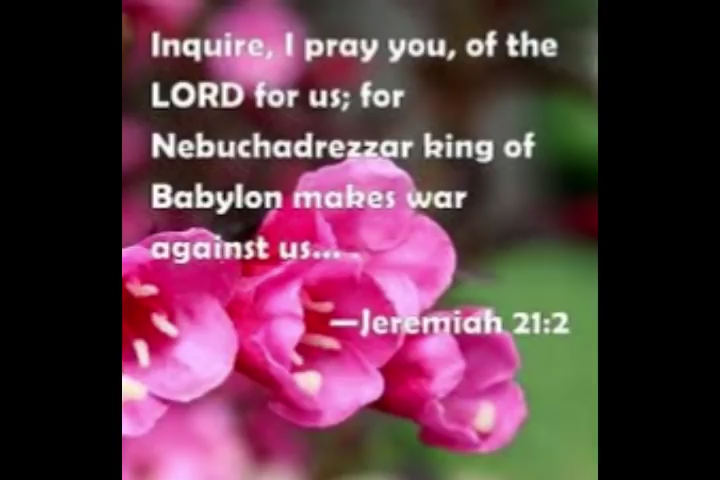 Inquire, I pray you, of the
LORD for us; for
Nebuchadrezzar king of
Babylon makes war
against us...
—Jeremiah 21:2